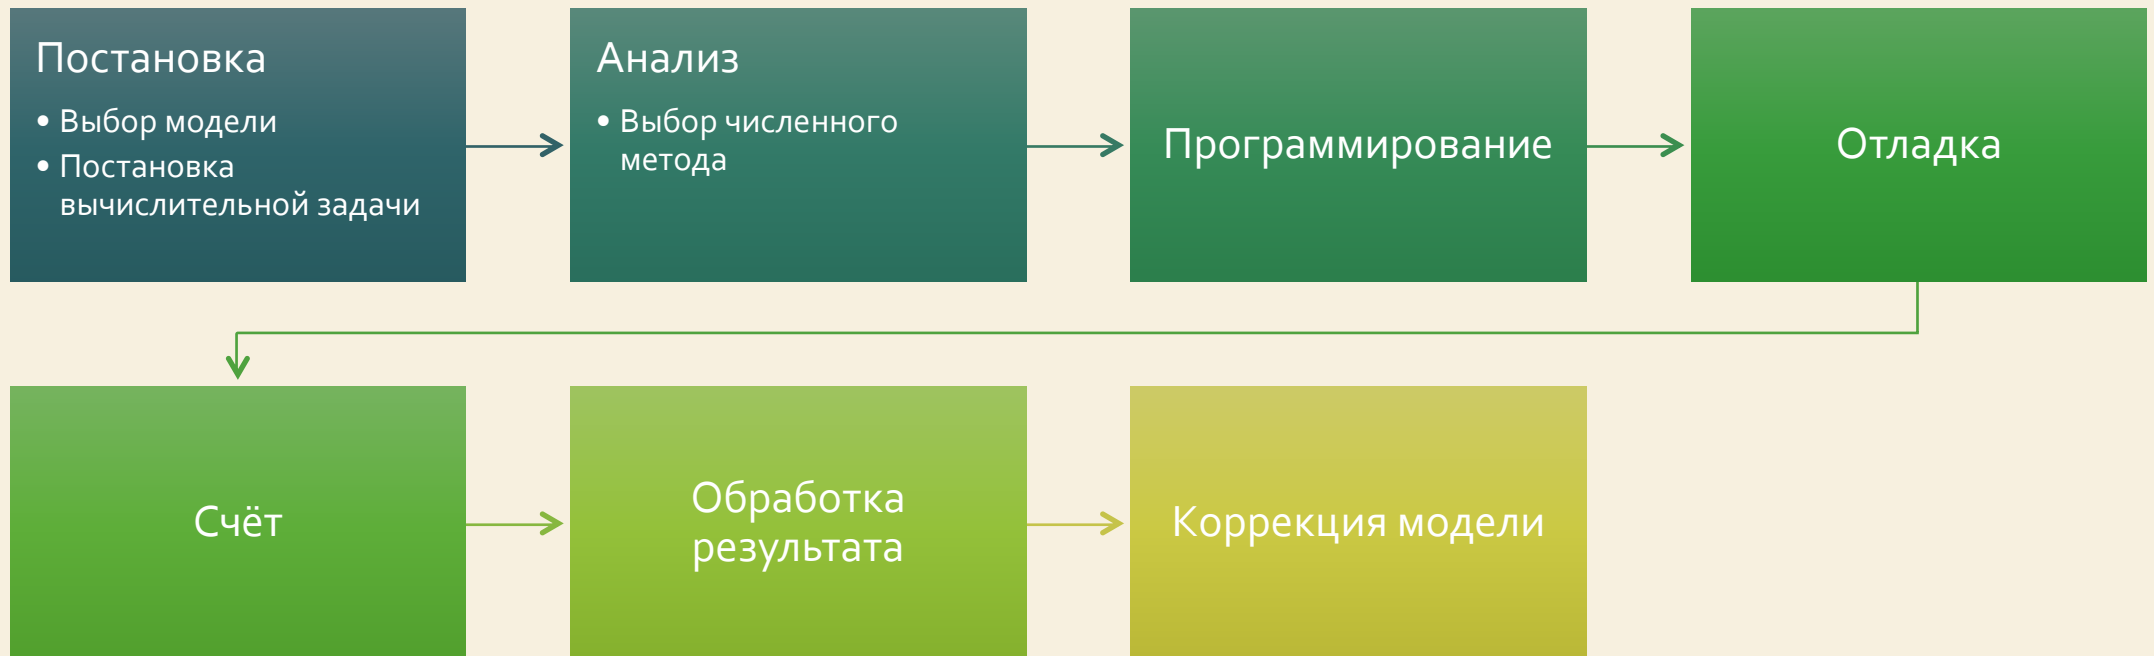 Постановка
• Выбор модели
• Постановка
вычислительной задачи
Анализ
• Выбор численного
метода
Программирование
Отладка
Счёт
Обработка
результата
Коррекция модели